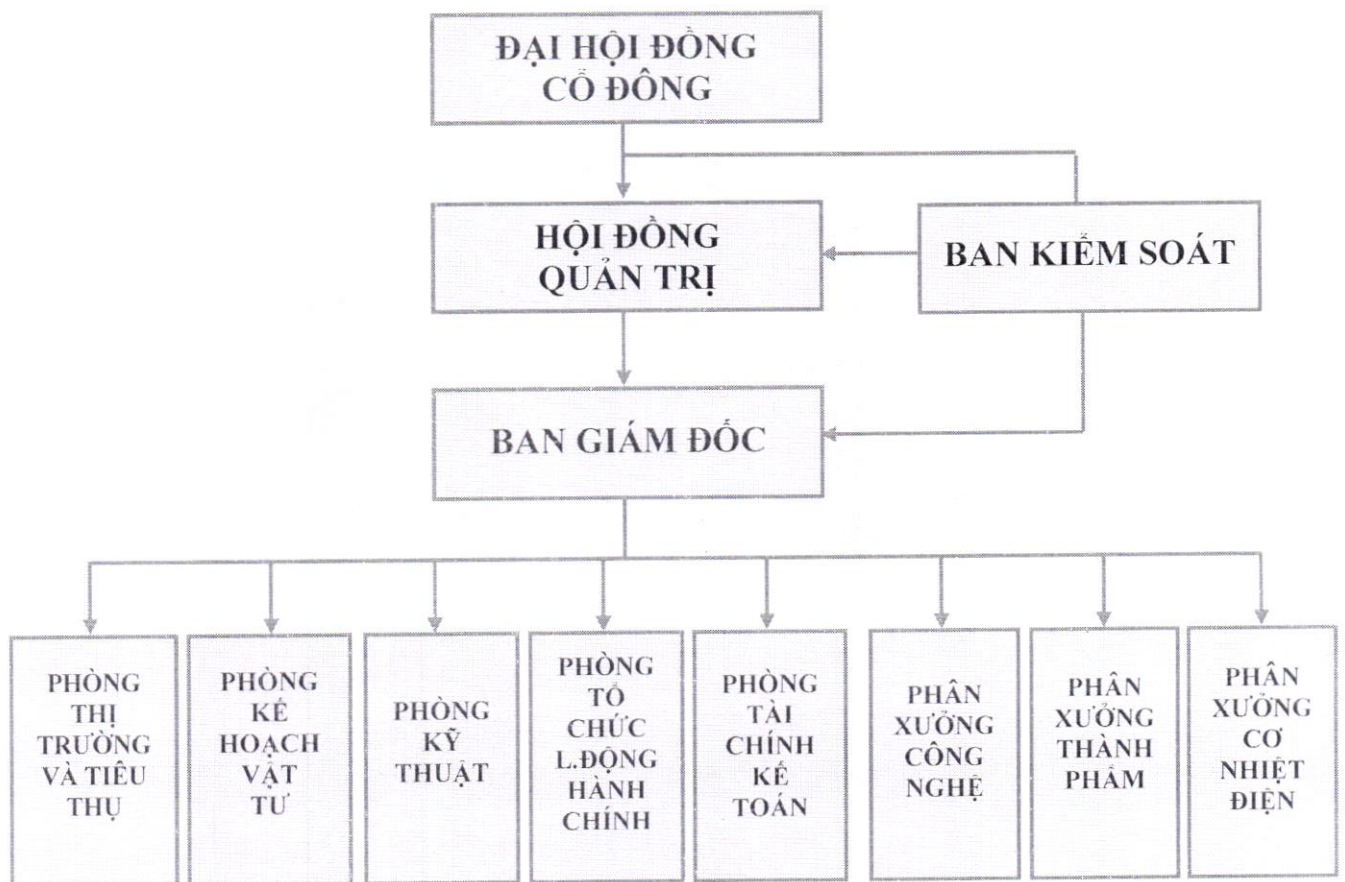 ĐẠI HỘI ĐỒNG
CỔ ĐÔNG
HỘI ĐỒNG
QUẢN TRỊ
BAN KIỂM SOÁT
BAN GIÁM ĐỐC
PHÒNG
THỊ
TRƯỜNG
VÀ TIÊU
THỤ
PHÒNG
KẾ
HOẠCH
VẬT
TƯ
PHÒNG
KỸ
THUẬT
PHÒNG
TỔ
CHỨC
L.ĐỘNG
HÀNH
CHÍNH
PHÒNG
TÀI
CHÍNH
KẾ
TOÁN
PHÂN
XƯỞNG
CÔNG
NGHỆ
PHÂN
XƯỞNG
THÀNH
PHẨM
PHÂN
XƯỞNG
CƠ
NHIỆT
ĐIỆN